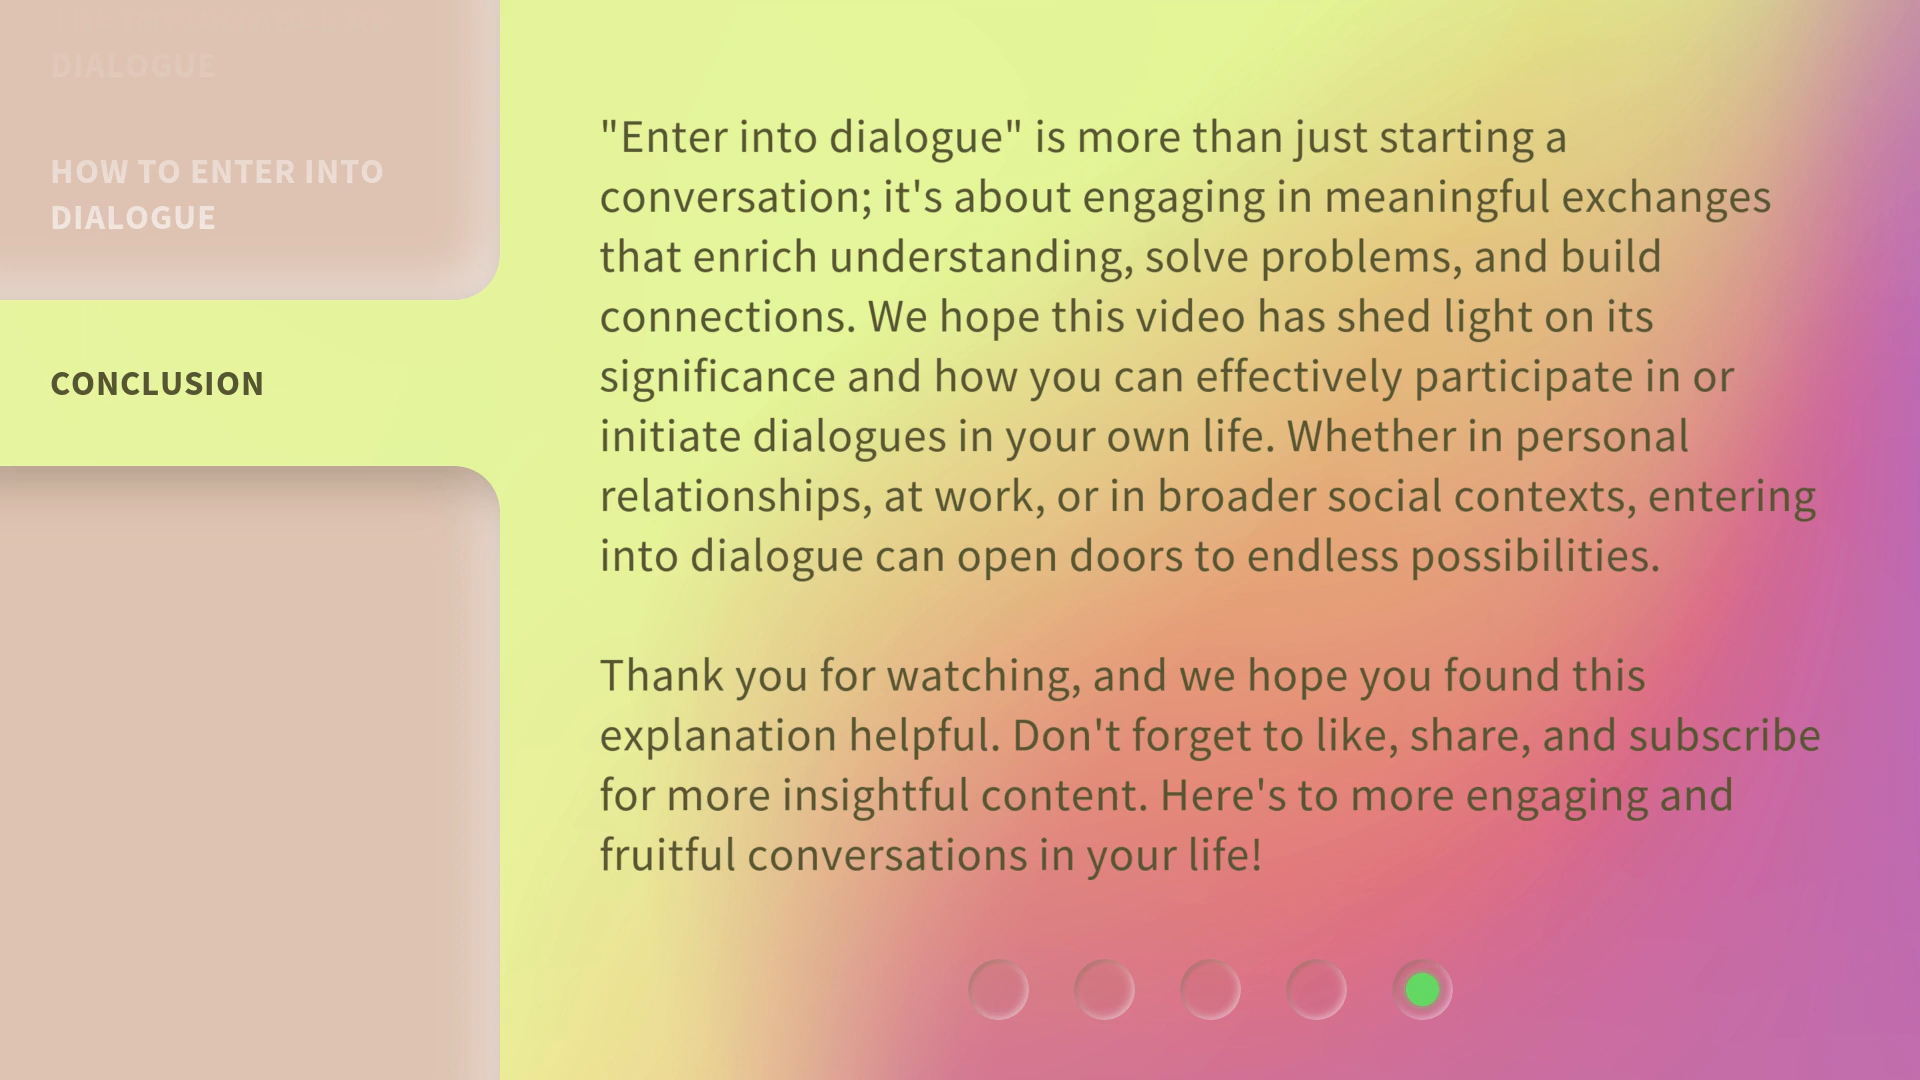 DIALOGUE
HOW TO ENTER INTO
DIALOGUE
CONCLUSION
"Enter into dialogue" is more than just starting a
conversation; it's about engaging in meaningful exchanges
that enrich understanding, solve problems, and build
connections. We hope this video has shed light on its
significance and how you can effectively participate in or
initiate dialogues in your own life. Whether in personal
relationships, at work, or in broader social contexts, entering
into dialogue can open doors to endless possibilities.
Thank you for watching, and we hope you found this
explanation helpful. Don't forget to like, share, and subscribe
for more insightful content. Here's to more engaging and
fruitful conversations in your life!